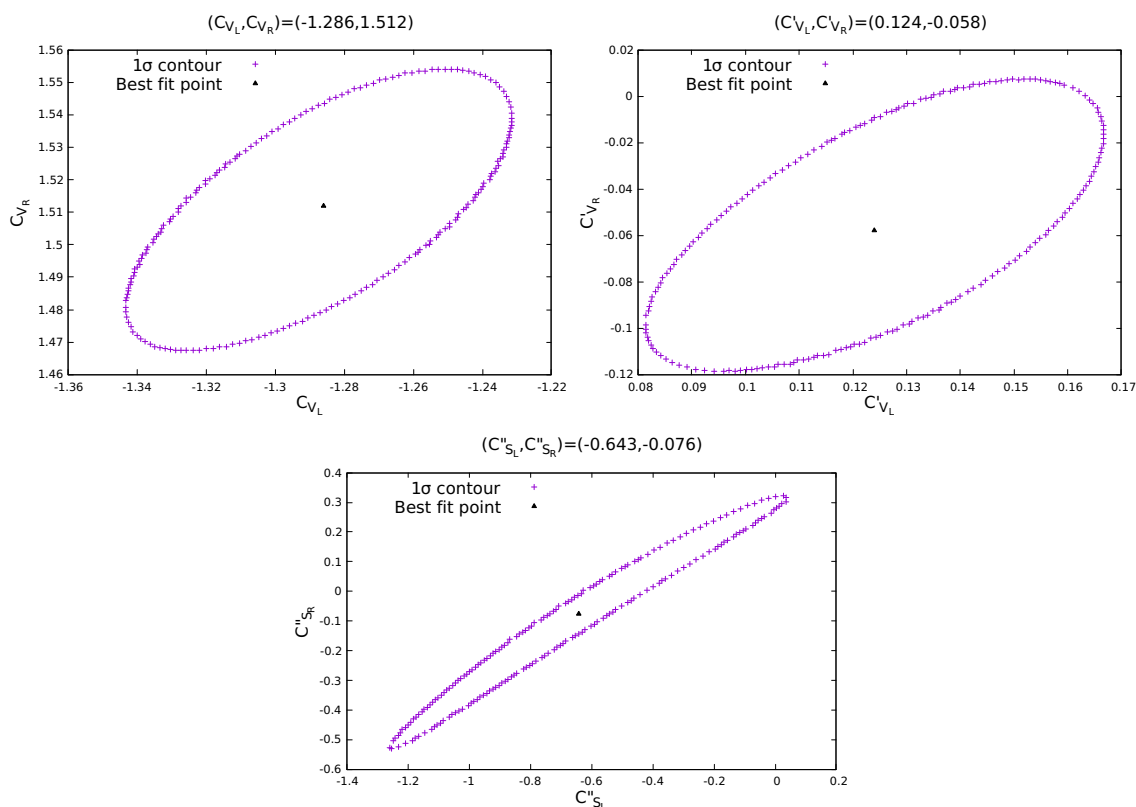 (C_{V_L},C_{V_R})=(-1.286,1.512)
1σ contour
Best fit point
C_{V_R}
1.56
1.55
1.54
1.53
1.52
1.51
1.5
1.49
1.48
1.47
1.46
-1.36 -1.34 -1.32 -1.3 -1.28 -1.26 -1.24 -1.22
C_{V_L}
(C'_{V_L},C'_{V_R})=(0.124,-0.058)
1σ contour
Best fit point
C'_{V_R}
0.02
0
-0.02
-0.04
-0.06
-0.08
-0.1
-0.12
0.08 0.09 0.1 0.11 0.12 0.13 0.14 0.15 0.16 0.17
C'_{V_L}
(C"_{S_L},C"_{S_R})=(-0.643,-0.076)
1σ contour
Best fit point
C"_{S_R}
0.4
0.3
0.2
0.1
0
-0.1
-0.2
-0.3
-0.4
-0.5
-0.6
-1.4 -1.2 -1 -0.8 -0.6 -0.4 -0.2 0 0.2
C"_{S_L}